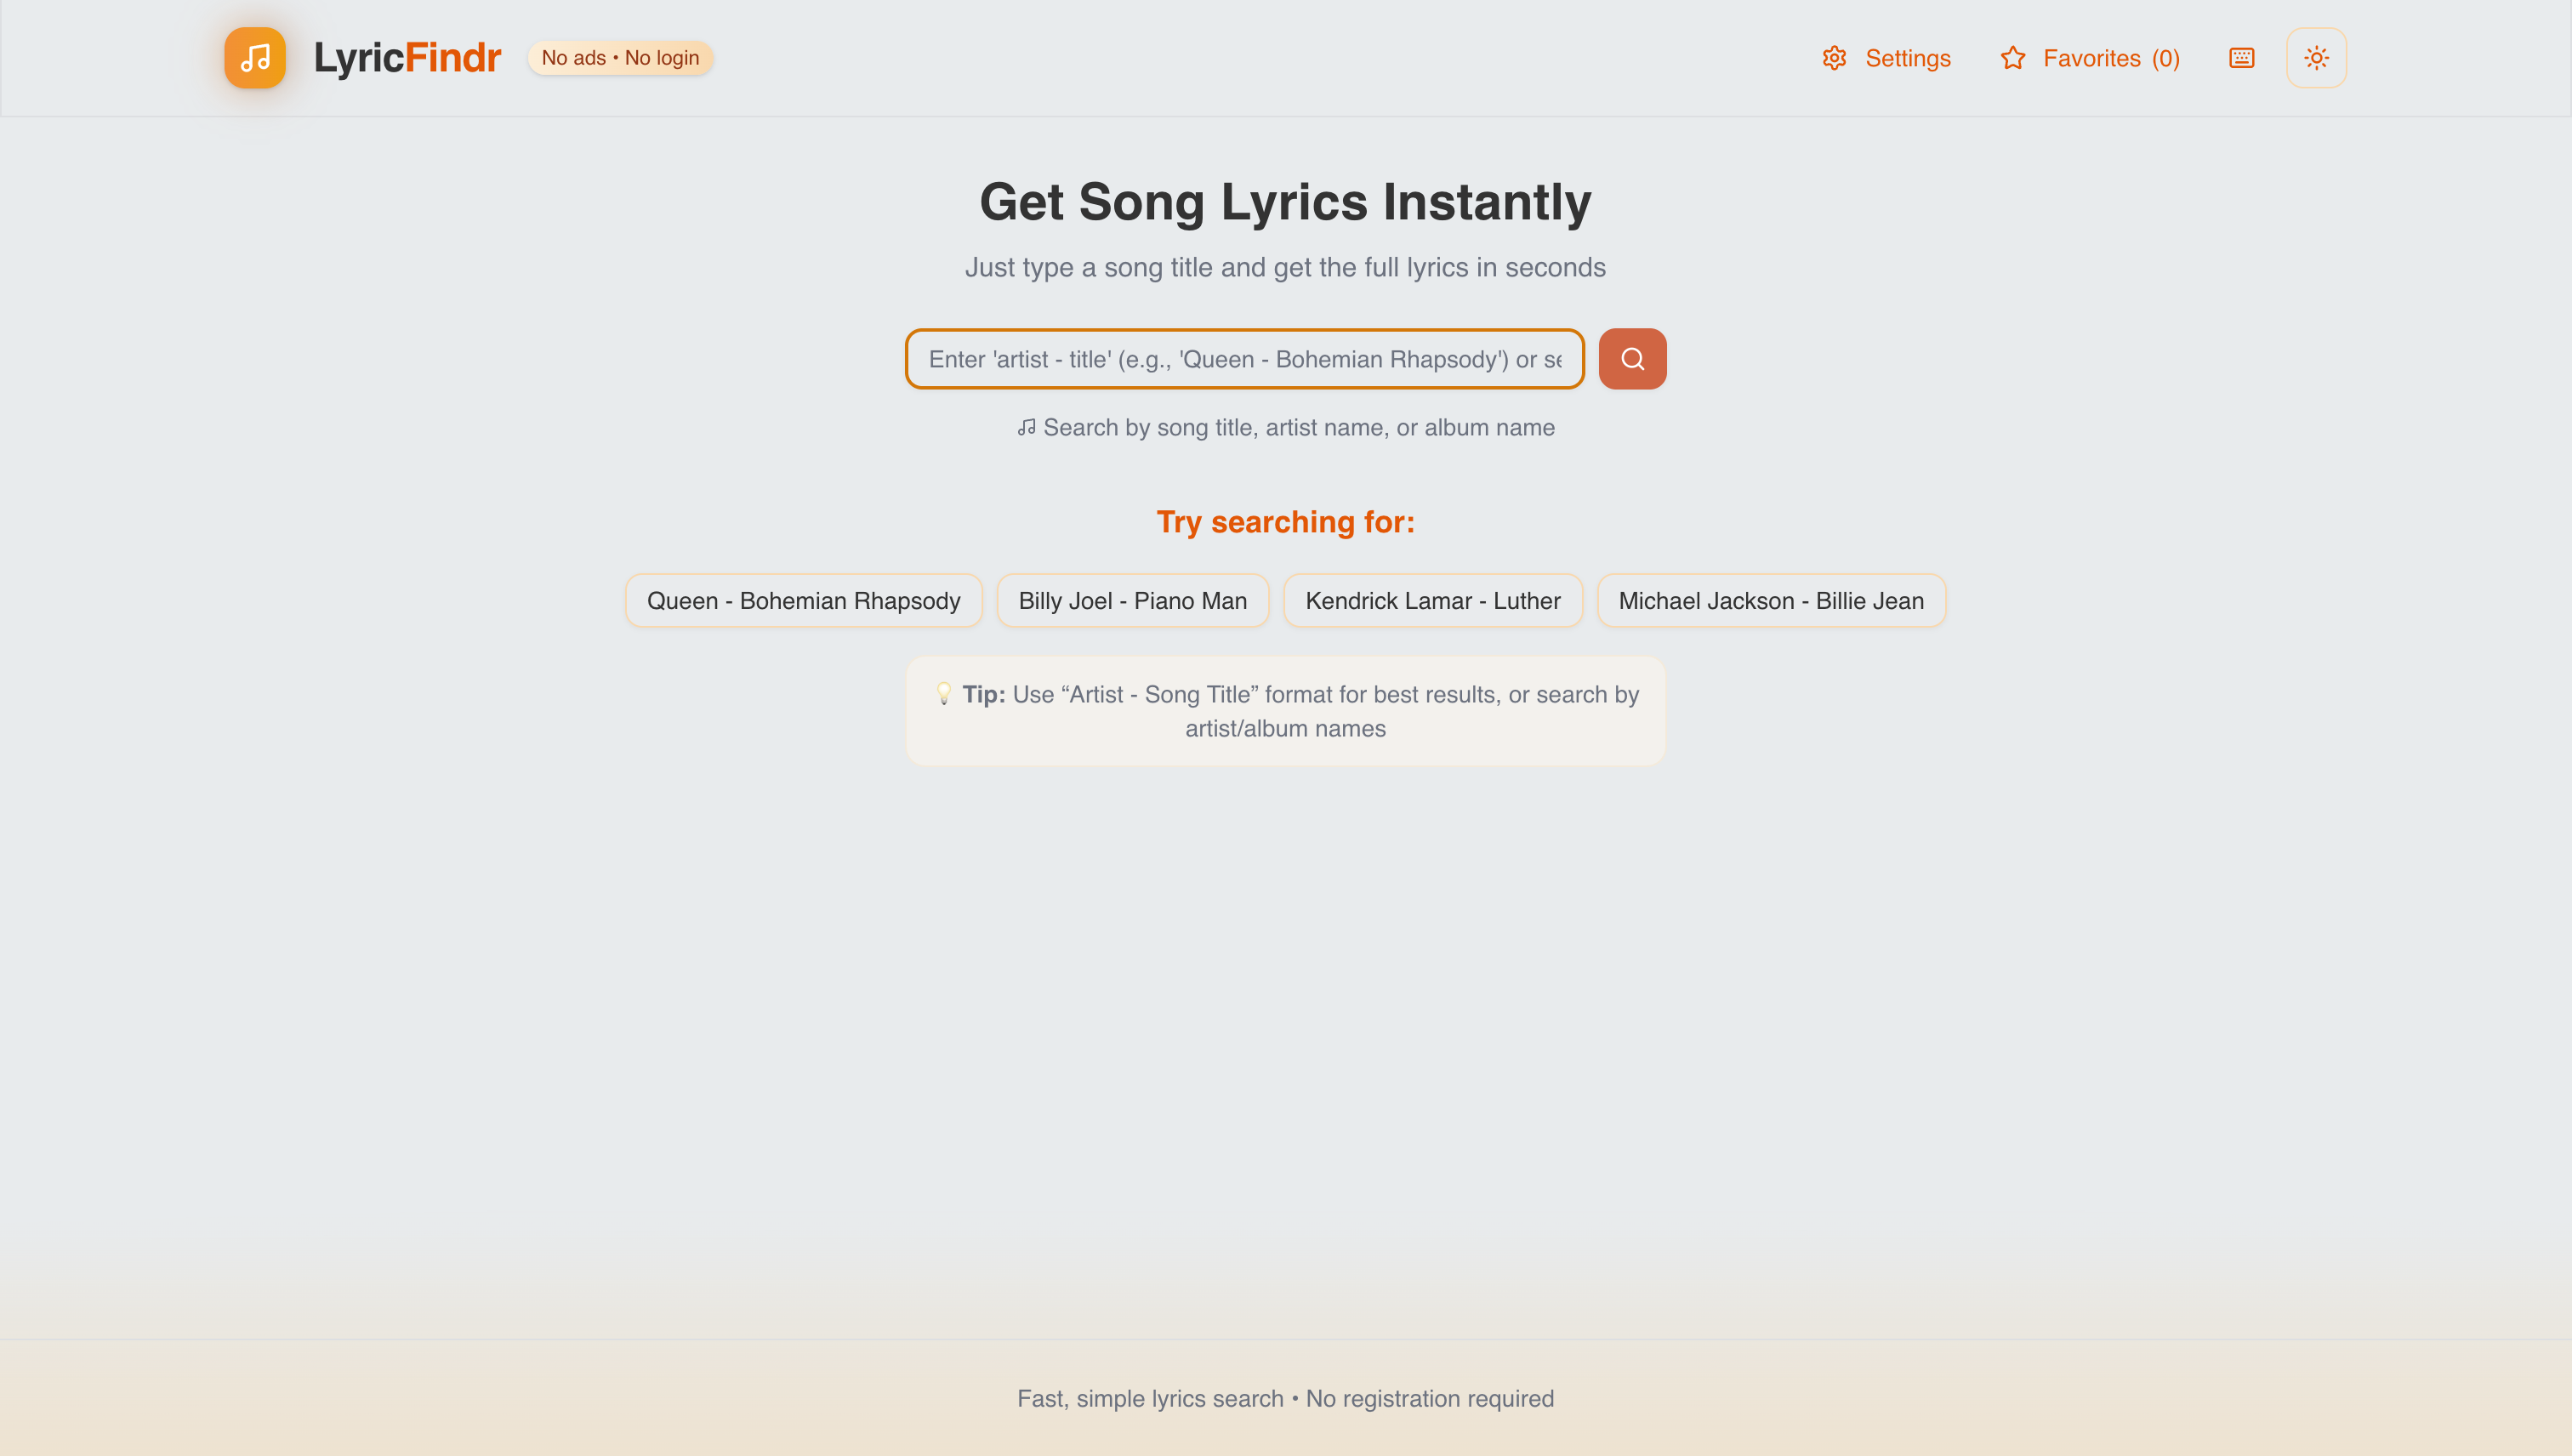 LyricFindr
No ads • No login
Settings
Favorites (0)
Get Song Lyrics Instantly
Just type a song title and get the full lyrics in seconds
Enter 'artist - title' (e.g., 'Queen - Bohemian Rhapsody') or se
Search by song title, artist name, or album name
Try searching for:
Queen - Bohemian Rhapsody
Billy Joel - Piano Man
Kendrick Lamar - Luther
Michael Jackson - Billie Jean
💡 Tip: Use “Artist - Song Title” format for best results, or search by
artist/album names
Fast, simple lyrics search • No registration required